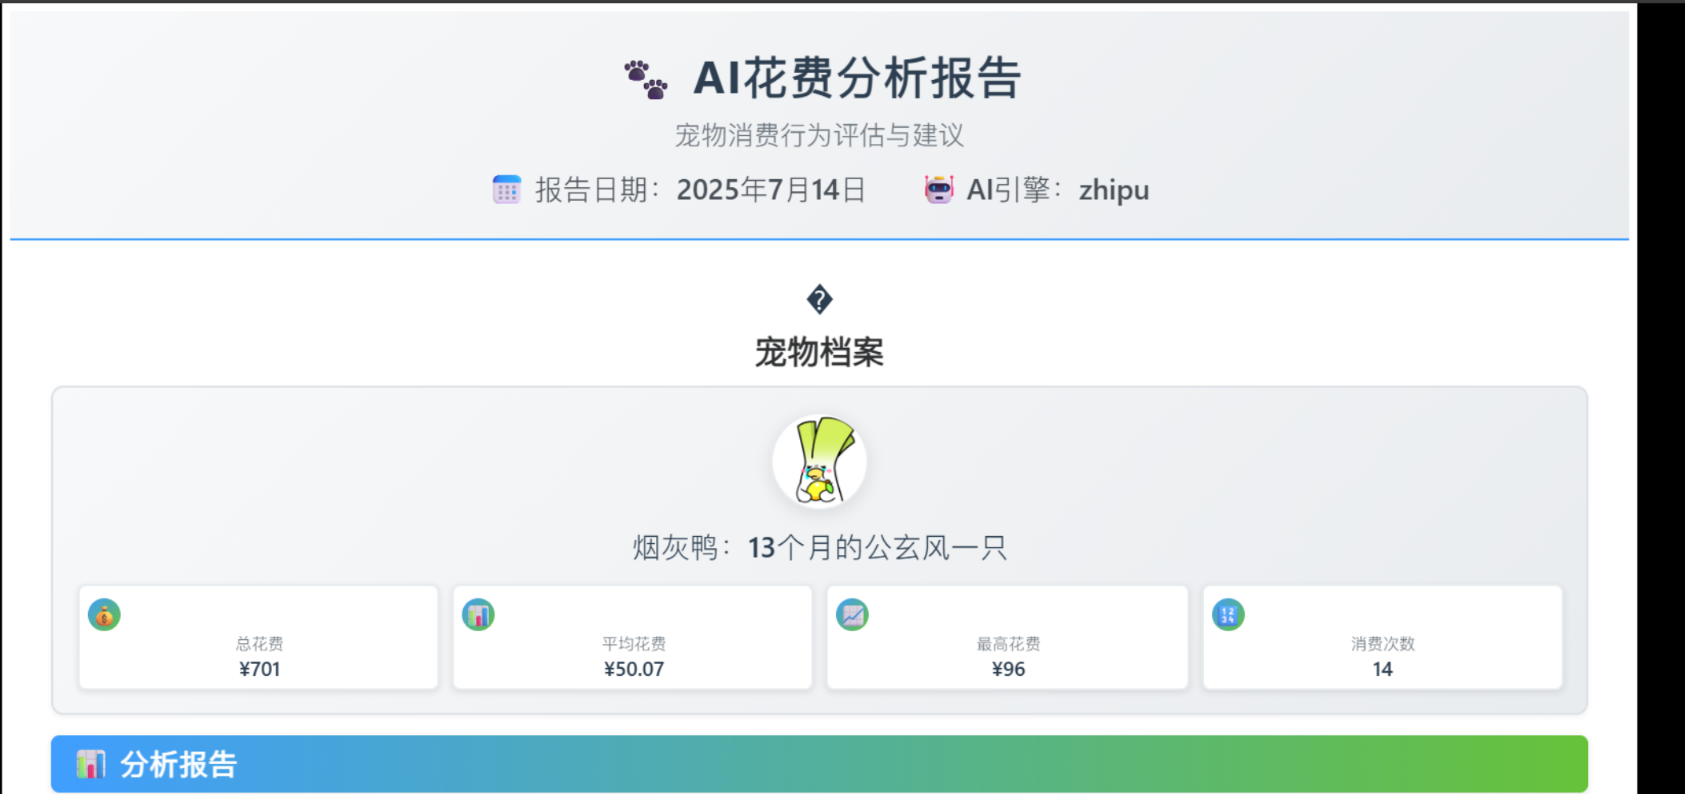 AI花费分析报告
宠物消费行为评估与建议
报告日期：2025年7月14日 AI引擎：zhipu
宠物档案
烟灰鸭：13个月的公玄风一只
总花费
¥701
平均花费
¥50.07
最高花费
¥96
消费次数
14
分析报告